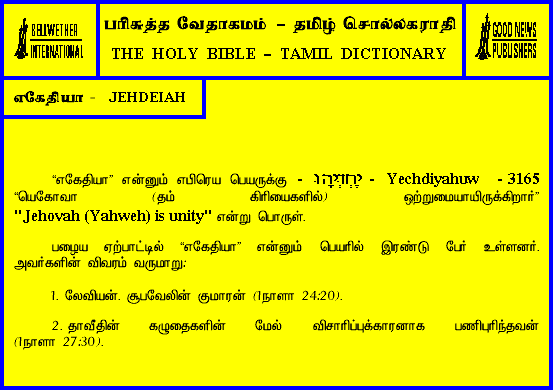 BELLWETHER
INTERNATIONAL
பரிசுத்த வேதாகமம் – தமிழ் சொல்லகராதி
THE HOLY BIBLE – TAMIL DICTIONARY
GOOD NEWS
PUBLISHERS
எகேதியா - JEHDEIAH
“எகேதியா” என்னும் எபிரெய பெயருக்கு - יֶחְדְּיָהוּ - Yechdiyahuw - 3165
“யெகோவா (தம் கிரியைகளில்) ஒற்றுமையாயிருக்கிறார்”
"Jehovah (Yahweh) is unity" என்று பொருள்.
பழைய ஏற்பாட்டில் “எகேதியா” என்னும் பெயரில் இரண்டு பேர் உள்ளனர்.
அவர்களின் விவரம் வருமாறு:
1. லேவியன். சூபவேலின் குமாரன் (1நாளா 24:20).
2. தாவீதின் கழுதைகளின் மேல் விசாரிப்புக்காரனாக பணிபுரிந்தவன்
(1நாளா 27:30).